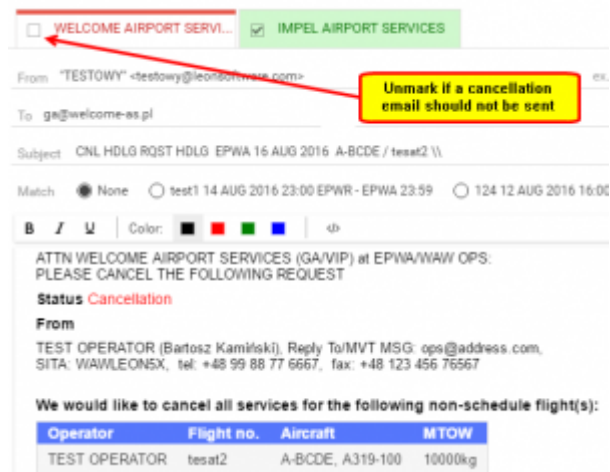 WELCOME AIRPORT SERVI... IMPEL AIRPORT SERVICES
From "TESTOWY" <testowy@leonsoftware.com> ex.
Unmark if a cancellation
email should not be sent
To ga@welcome-as.pl
Subject CNL HDLG RQST HDLG EPWA 16 AUG 2016 A-BCDE / tesat2 \\
Match None test1 14 AUG 2016 23:00 EPWR - EPWA 23:59 124 12 AUG 2016 16:00
B I U Color: </>
ATTN WELCOME AIRPORT SERVICES (GA/VIP) at EPWA/WAW OPS:
PLEASE CANCEL THE FOLLOWING REQUEST
Status Cancellation
From
TEST OPERATOR (Bartosz Kamiński), Reply To/MVT MSG: ops@address.com,
SITA: WAWLEON5X, tel: +48 99 88 77 6667, fax: +48 123 456 76567
We would like to cancel all services for the following non-schedule flight(s):
Operator Flight no. Aircraft MTOW
TEST OPERATOR tesat2 A-BCDE, A319-100 10000kg